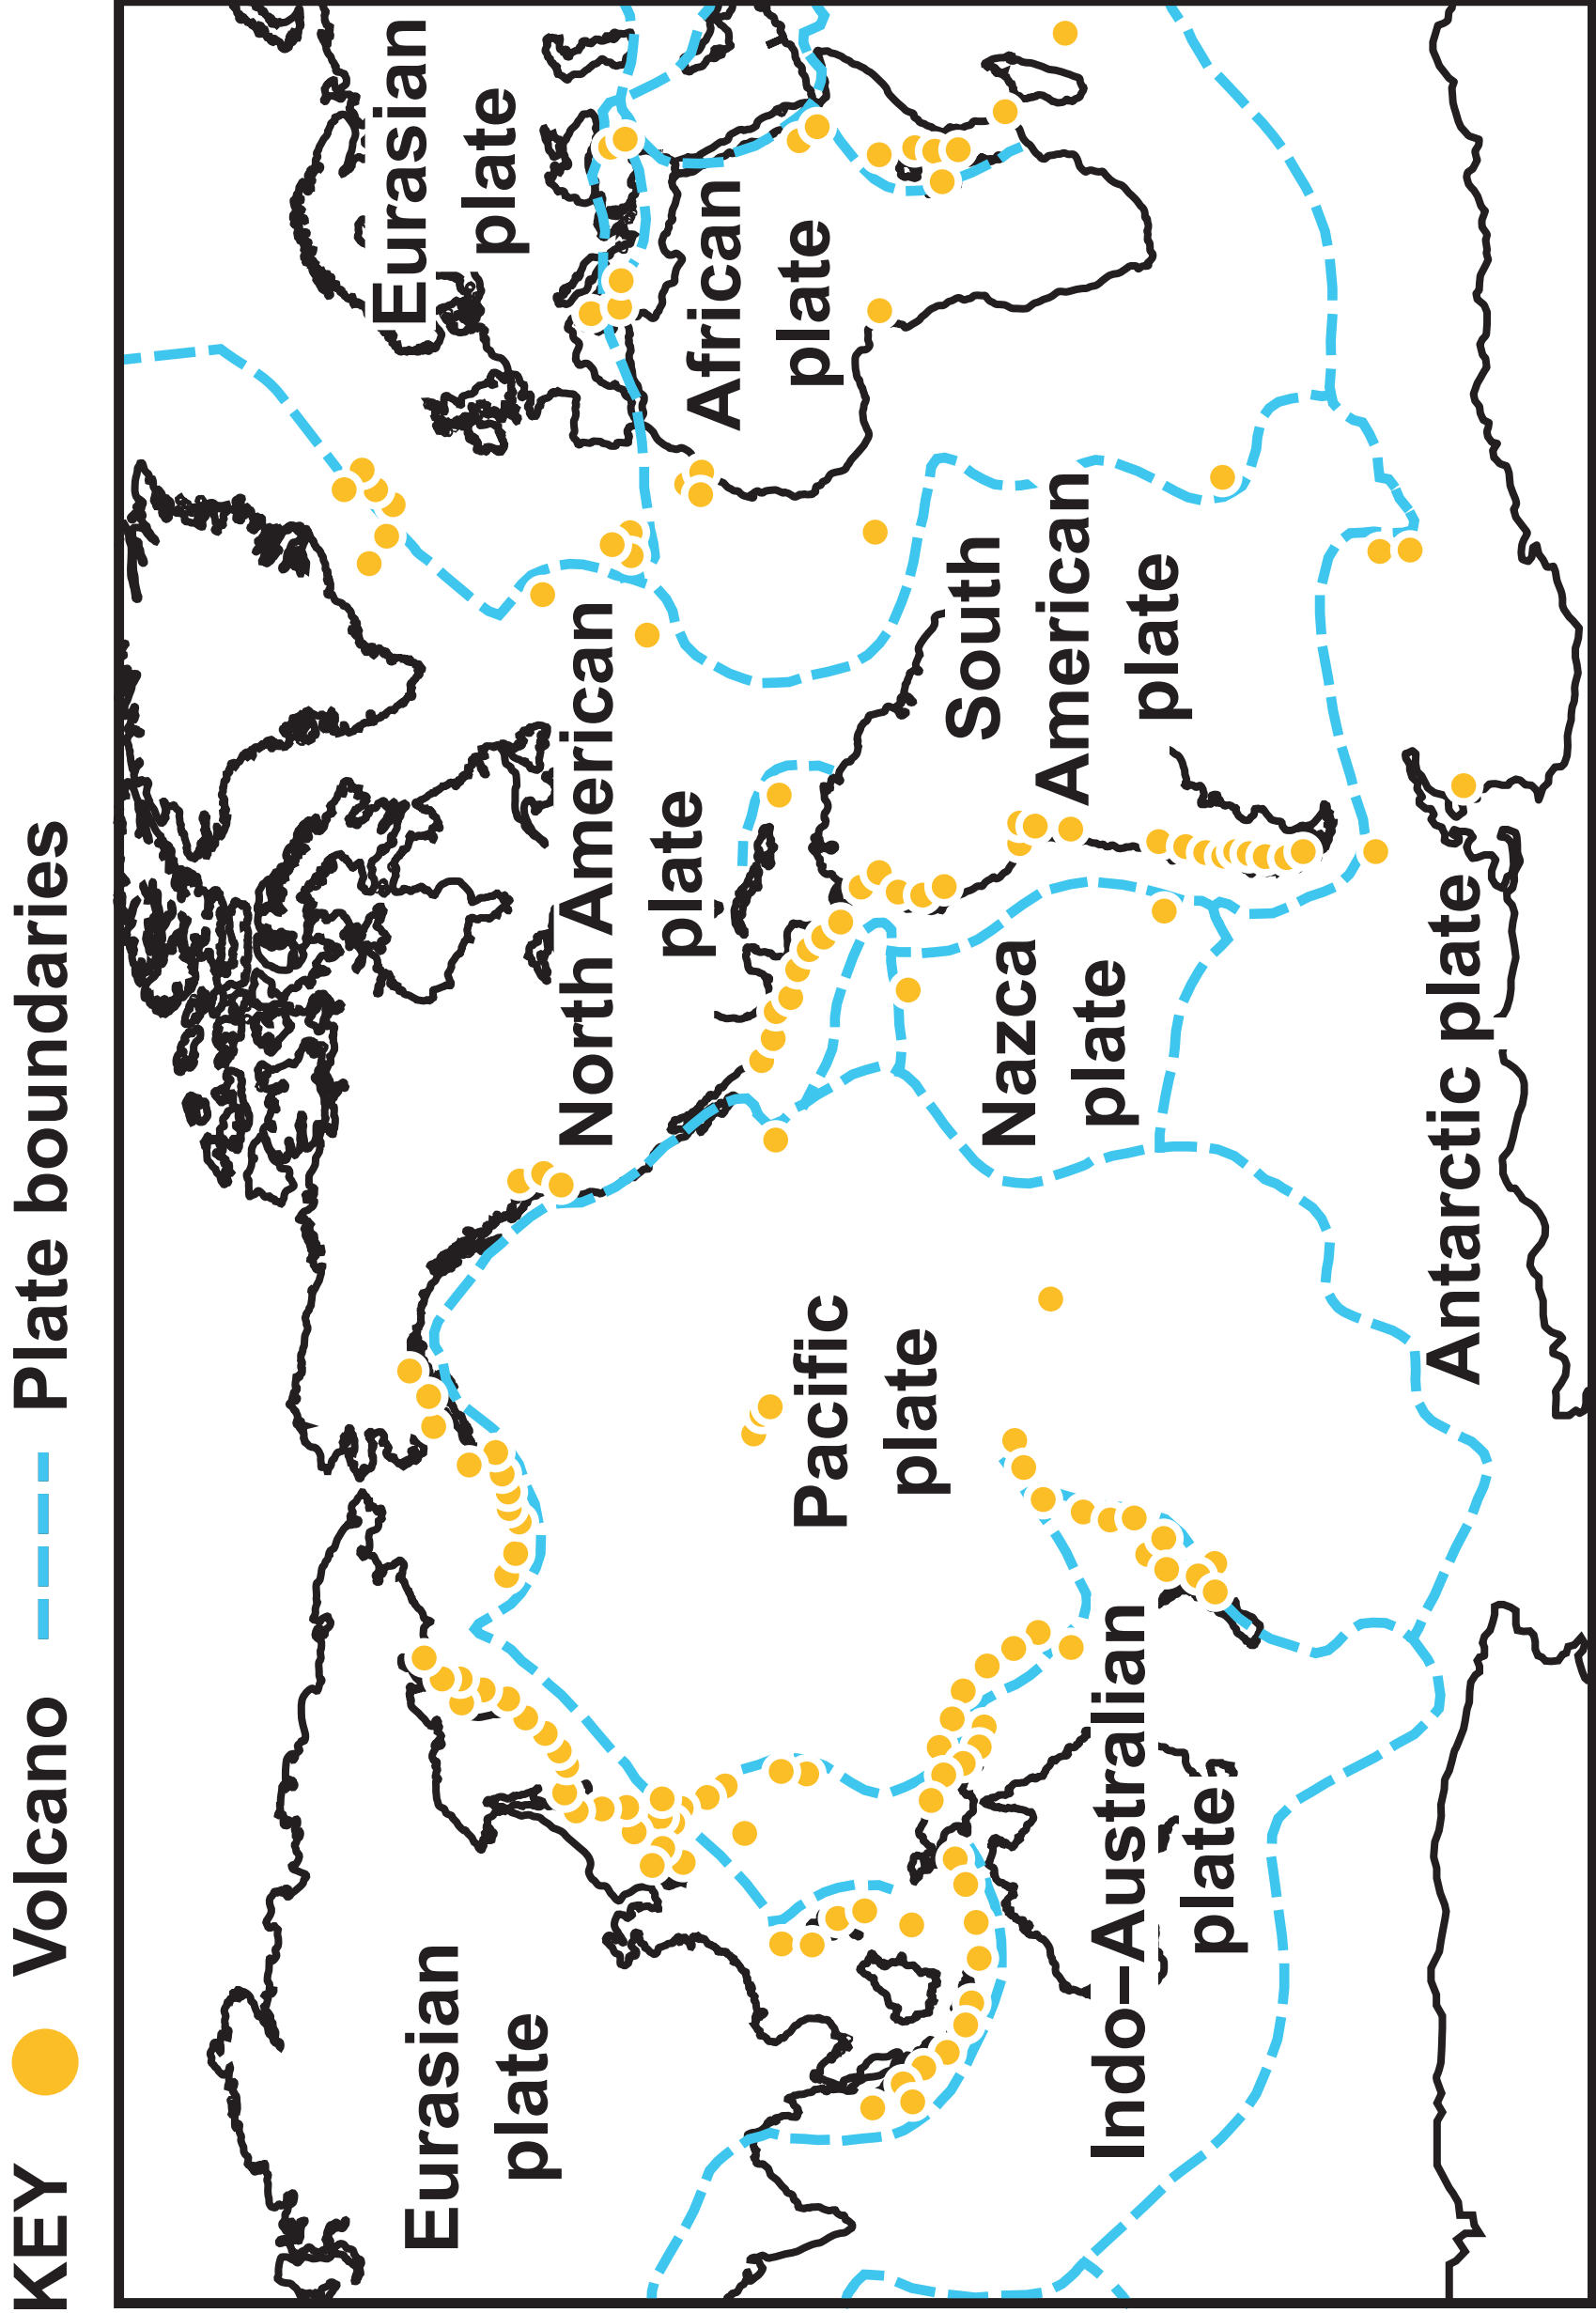 KEY Volcano Plate boundaries
Eurasian
plate
Pacific
plate
North American
plate
Eurasian
plate
African
plate
Nazca
plate
South
American
plate
Indo–Australian
plate
Antarctic plate